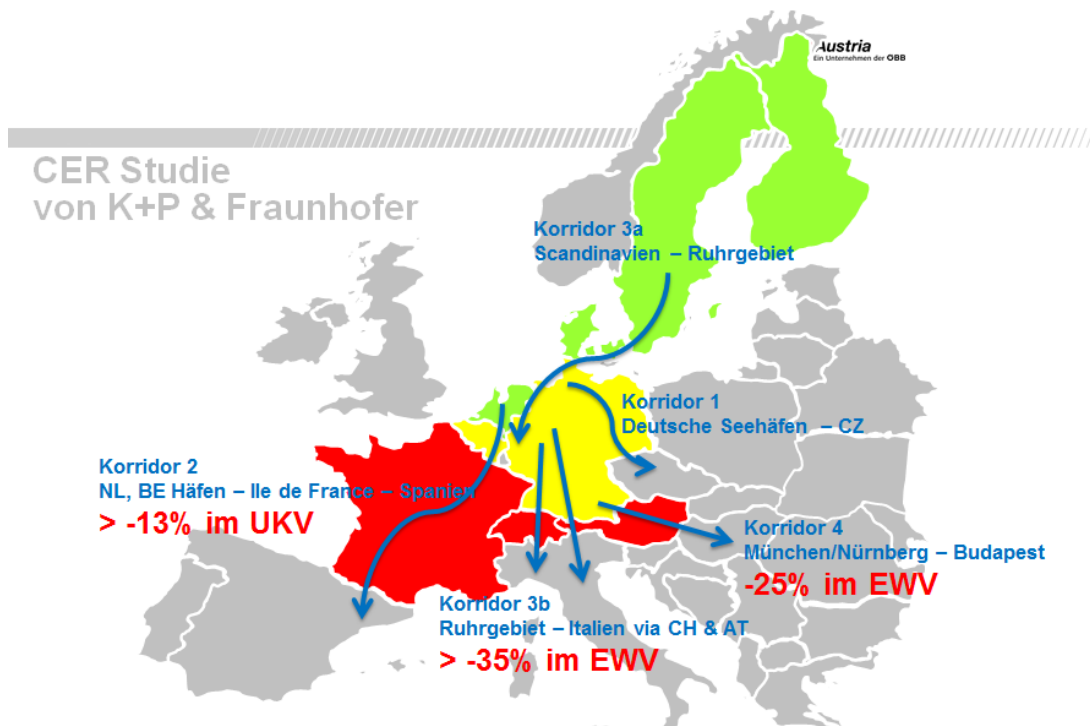 Austria
Ein Unternehmen der ÖBB
CER Studie
von K+P & Fraunhofer
Korridor 3a
Scandinavien – Ruhrgebiet
Korridor 1
Deutsche Seehäfen – CZ
Korridor 2
NL, BE Häfen – Ile de France – Spanien
> -13% im UKV
Korridor 4
München/Nürnberg – Budapest
-25% im EWV
Korridor 3b
Ruhrgebiet – Italien via CH & AT
> -35% im EWV